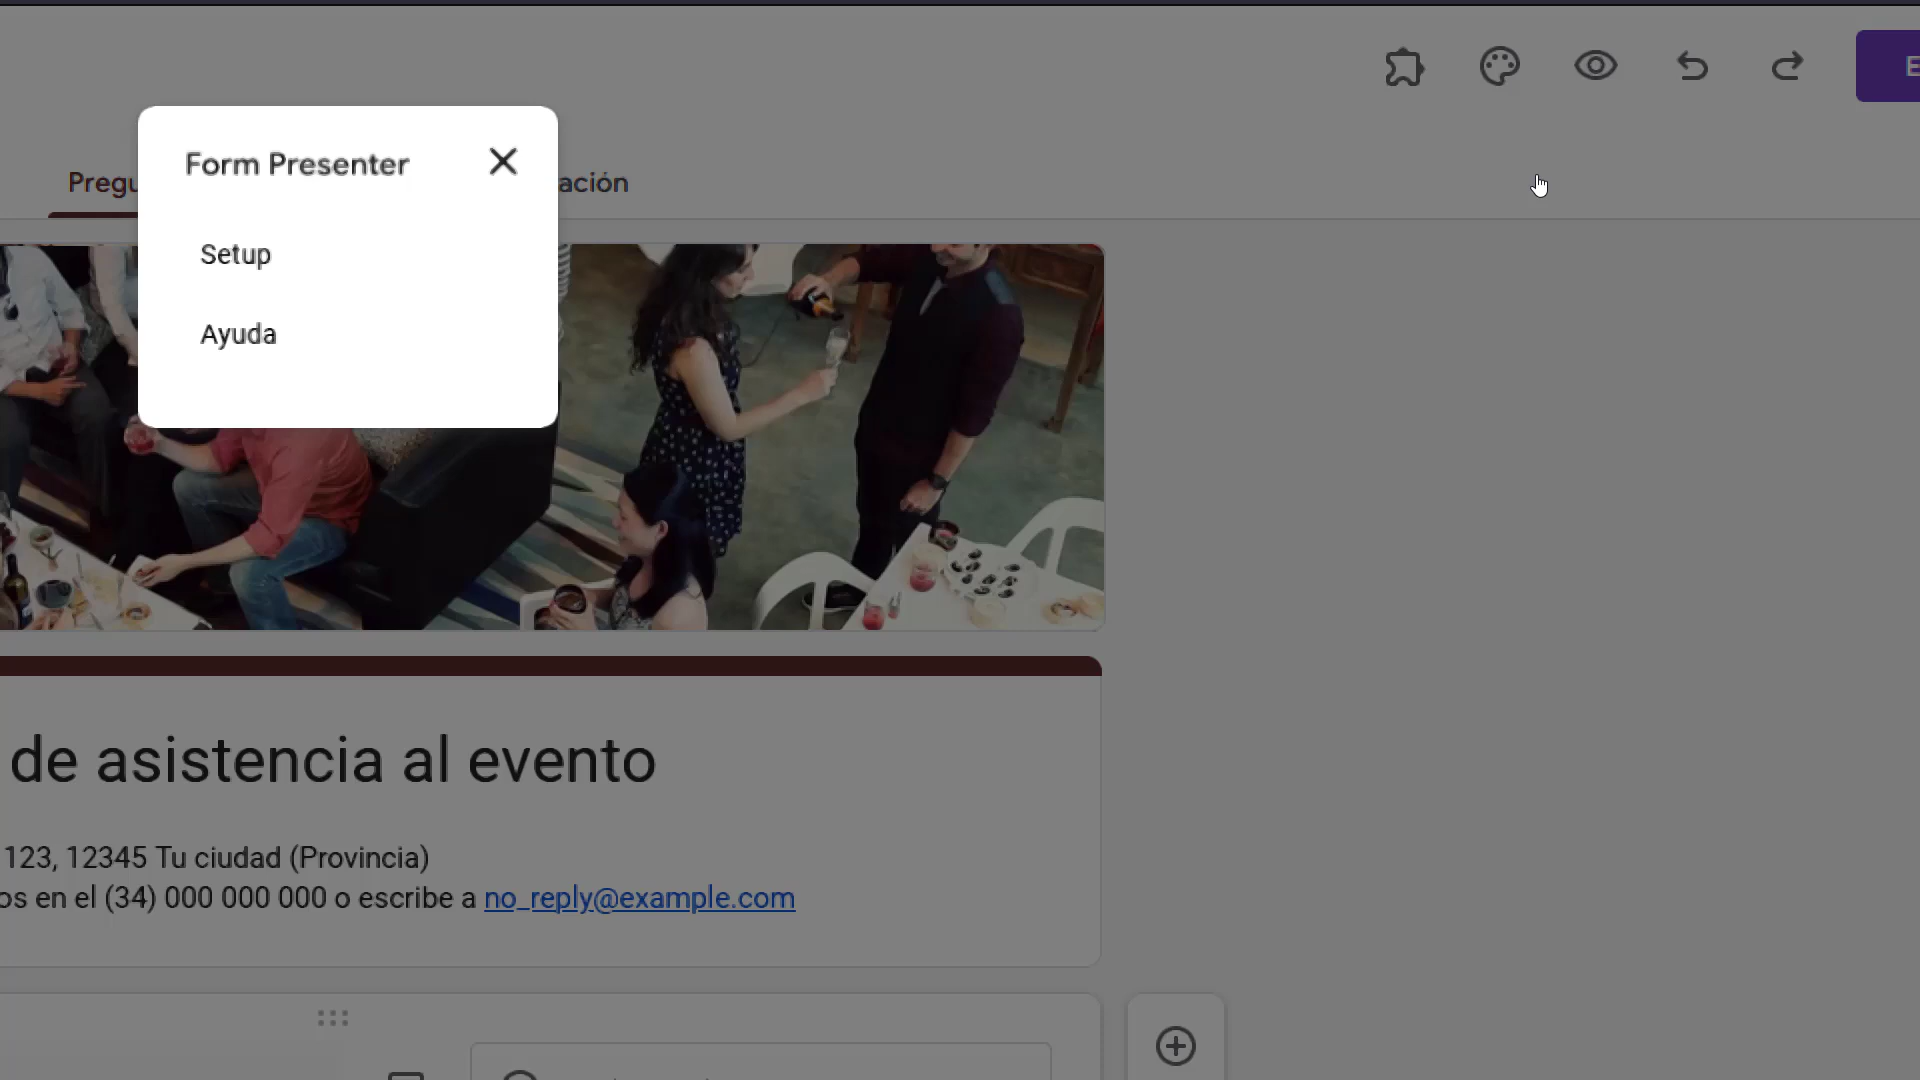 E
Form Presenter
Pregu
ación
Setup
Ayuda
de asistencia al evento
123, 12345 Tu ciudad (Provincia)
os en el (34) 000 000 000 o escribe a no_reply@example.com